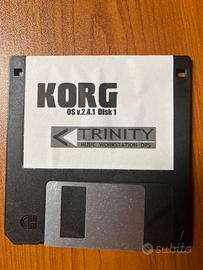 KORG
OS v.2.4.1 Disk 1
TRINITY
MUSIC WORKSTATION DRS
subito